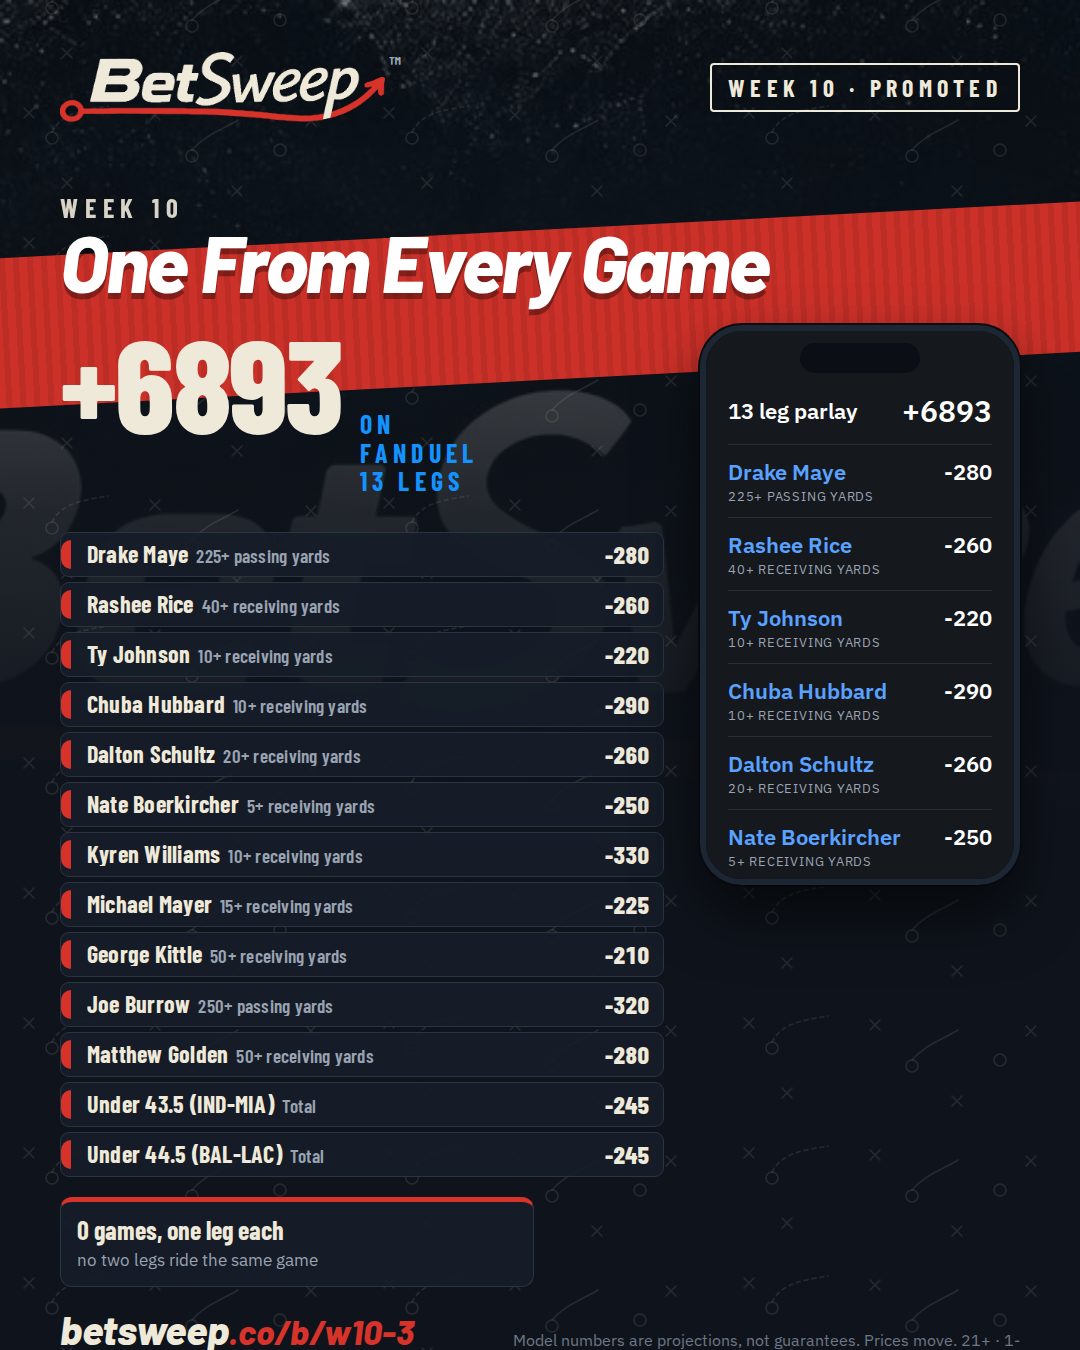 BetSweep™
WEEK 10 · PROMOTED
WEEK 10
One From Every Game
+6893
ON
FANDUEL
13 LEGS
Drake Maye 225+ passing yards -280
Rashee Rice 40+ receiving yards -260
Ty Johnson 10+ receiving yards -220
Chuba Hubbard 10+ receiving yards -290
Dalton Schultz 20+ receiving yards -260
Nate Boerkircher 5+ receiving yards -250
Kyren Williams 10+ receiving yards -330
Michael Mayer 15+ receiving yards -225
George Kittle 50+ receiving yards -210
Joe Burrow 250+ passing yards -320
Matthew Golden 50+ receiving yards -280
Under 43.5 (IND-MIA) Total -245
Under 44.5 (BAL-LAC) Total -245
13 leg parlay +6893
Drake Maye -280
225+ PASSING YARDS
Rashee Rice -260
40+ RECEIVING YARDS
Ty Johnson -220
10+ RECEIVING YARDS
Chuba Hubbard -290
10+ RECEIVING YARDS
Dalton Schultz -260
20+ RECEIVING YARDS
Nate Boerkircher -250
5+ RECEIVING YARDS
0 games, one leg each
no two legs ride the same game
betsweep.co/b/w10-3
Model numbers are projections, not guarantees. Prices move. 21+ · 1-